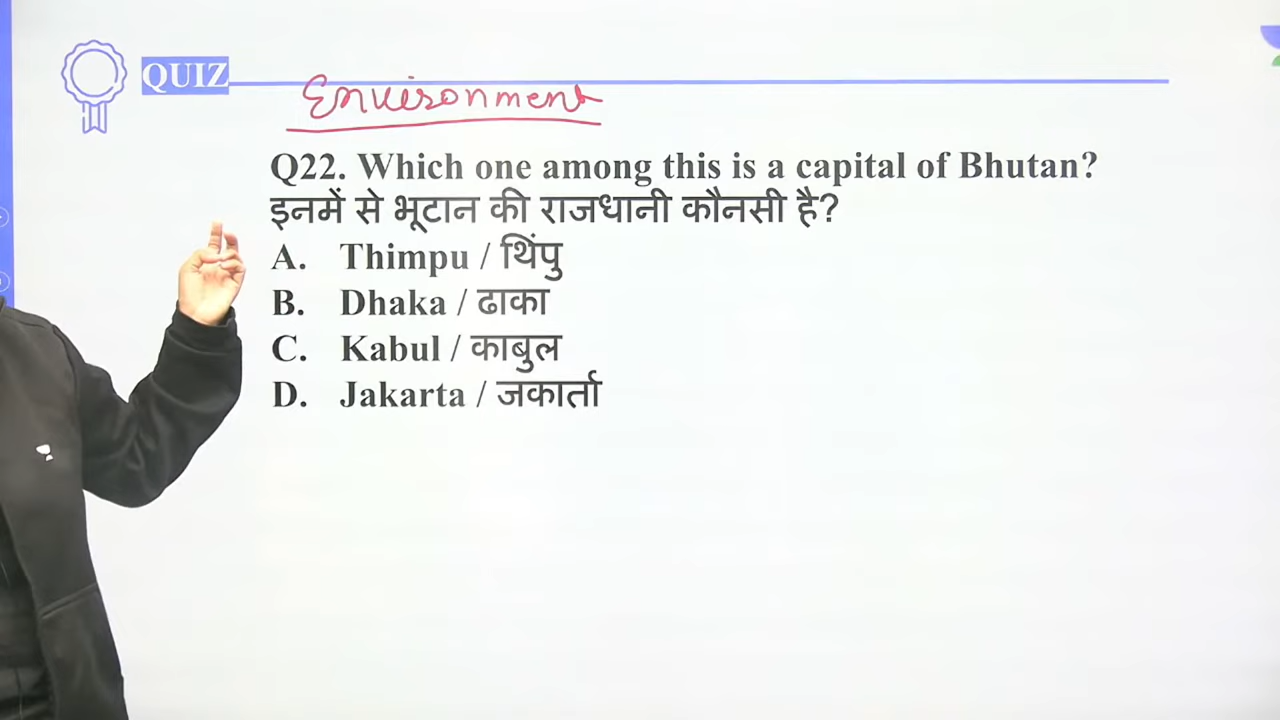 QUIZ
Environment
Q22. Which one among this is a capital of Bhutan?
इनमें से भूटान की राजधानी कौनसी है?
A. Thimpu / थिंपु
B. Dhaka / ढाका
C. Kabul / काबुल
D. Jakarta / जकार्ता